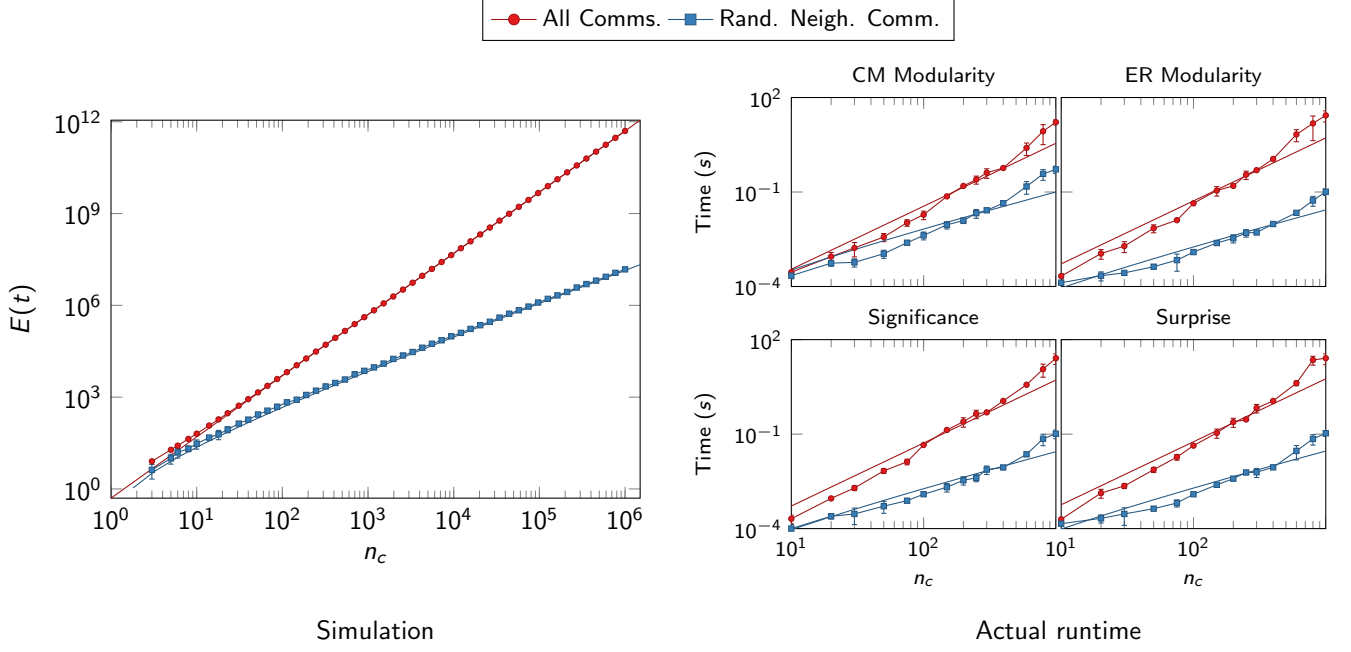 All Comms. Rand. Neigh. Comm.
E(t)
10^12
10^9
10^6
10^3
10^0
10^0 10^1 10^2 10^3 10^4 10^5 10^6
n_c
Simulation
CM Modularity
ER Modularity
Time (s)
10^2
10^-1
10^-4
Significance
Surprise
Time (s)
10^2
10^-1
10^-4
10^1 10^2 10^1 10^2
n_c
n_c
Actual runtime